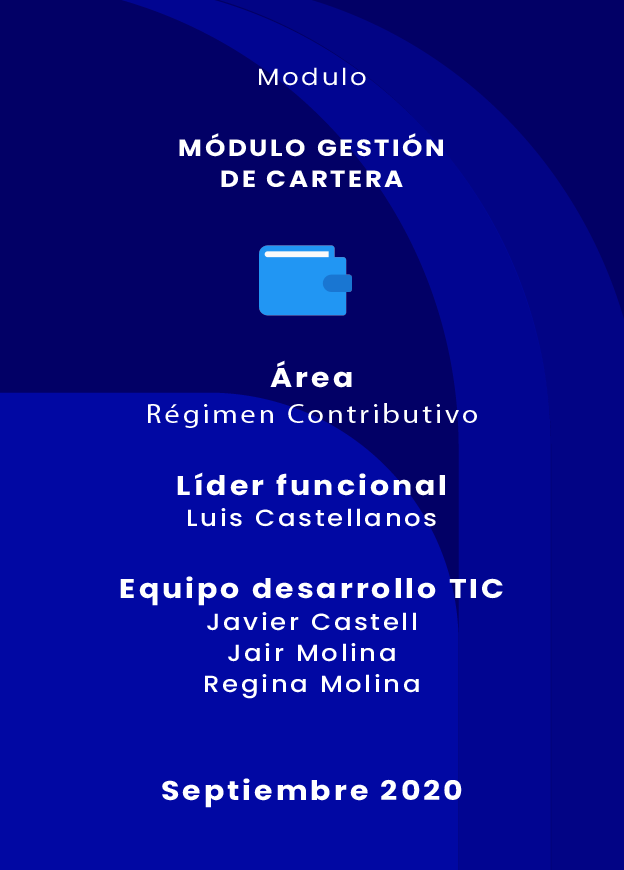 Modulo
MÓDULO GESTIÓN
DE CARTERA
Área
Régimen Contributivo
Líder funcional
Luis Castellanos
Equipo desarrollo TIC
Javier Castell
Jair Molina
Regina Molina
Septiembre 2020